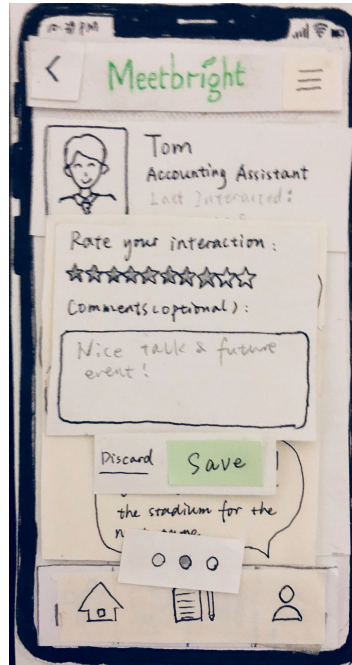 PM
Meetbright
Tom
Accounting Assistant
Last Interacted:
Rate your interaction:
Comments(optional):
Nice talk & future
event!
Discard
Save
the stadium for the